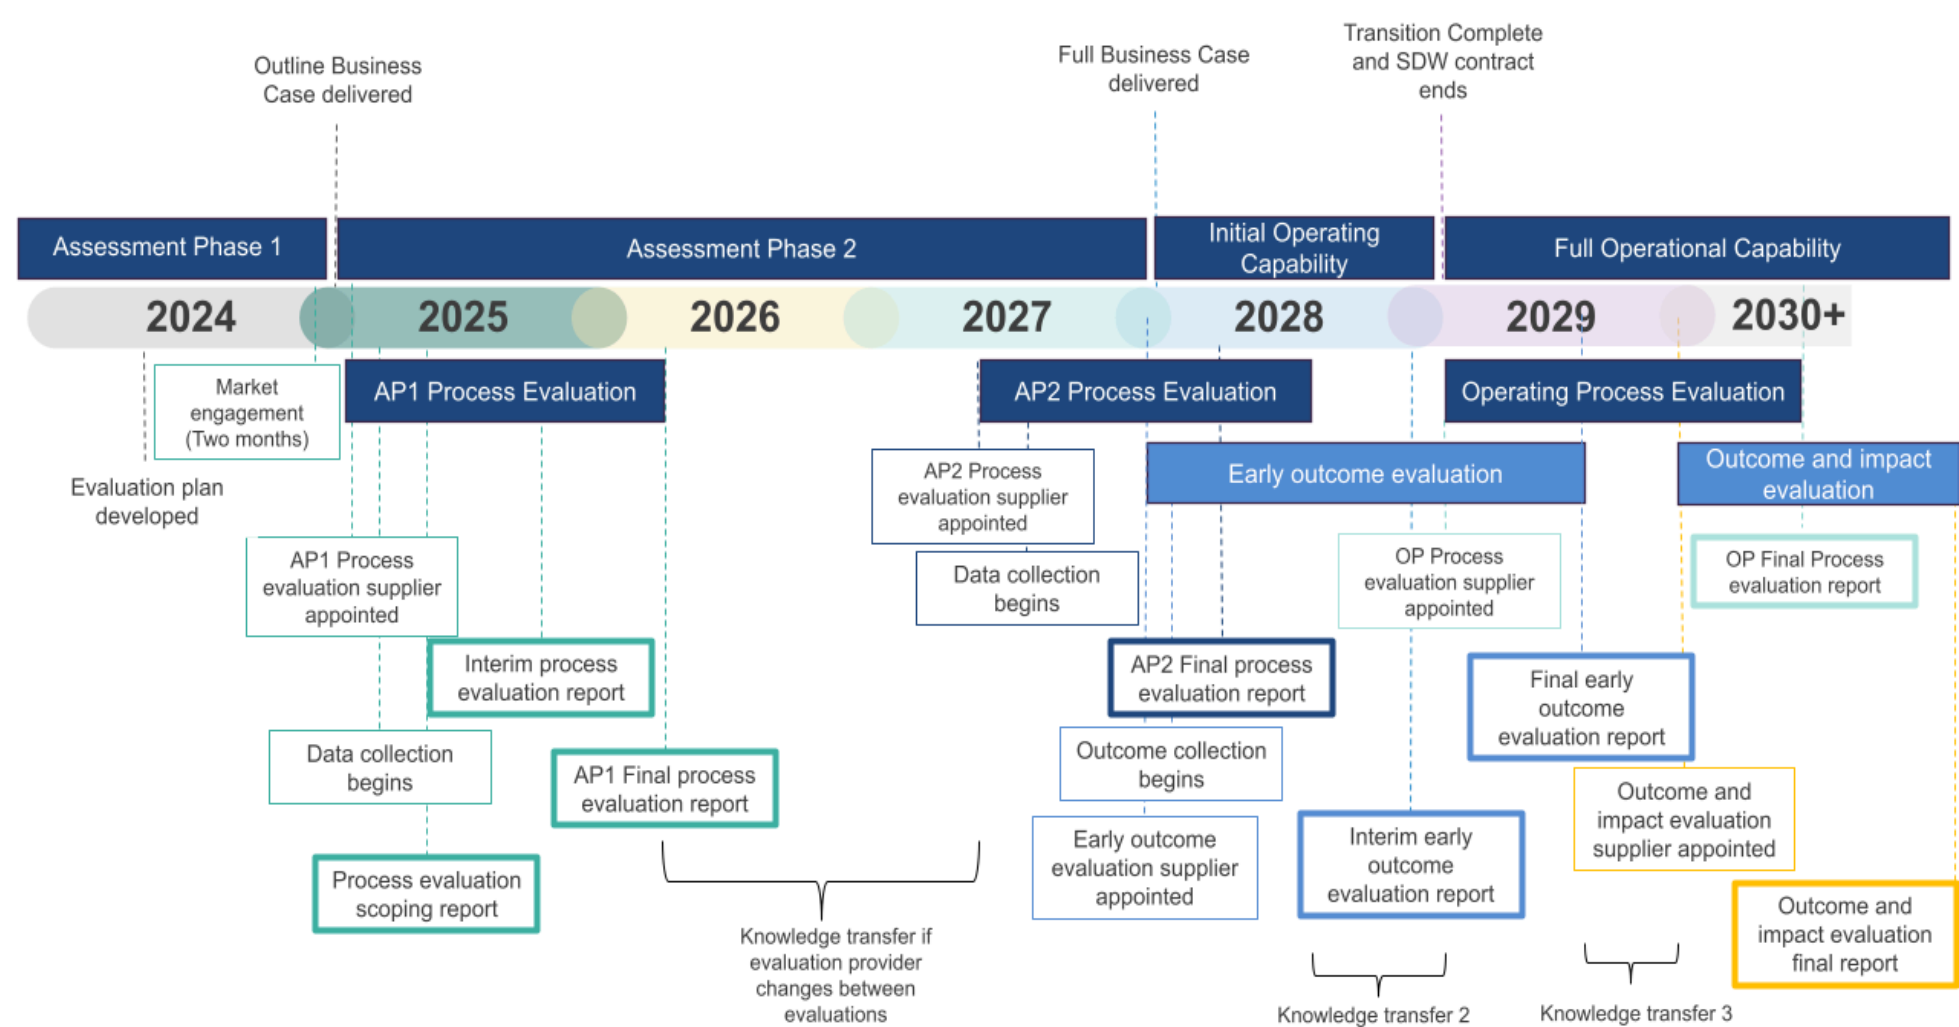 Outline Business
Case delivered
Full Business Case
delivered
Transition Complete
and SDW contract
ends
Assessment Phase 1
Assessment Phase 2
Initial Operating
Capability
Full Operational Capability
2024
2025
2026
2027
2028
2029
2030+
Market
engagement
(Two months)
AP1 Process Evaluation
AP2 Process Evaluation
Operating Process Evaluation
Evaluation plan
developed
AP2 Process
evaluation supplier
appointed
Early outcome evaluation
Outcome and impact
evaluation
AP1 Process
evaluation supplier
appointed
Data collection
begins
OP Process
evaluation supplier
appointed
OP Final Process
evaluation report
Interim process
evaluation report
AP2 Final process
evaluation report
Final early
outcome
evaluation report
Data collection
begins
AP1 Final process
evaluation report
Outcome collection
begins
Outcome and
impact evaluation
supplier appointed
Process evaluation
scoping report
Early outcome
evaluation supplier
appointed
Interim early
outcome
evaluation report
Outcome and
impact evaluation
final report
Knowledge transfer if
evaluation provider
changes between
evaluations
Knowledge transfer 2
Knowledge transfer 3